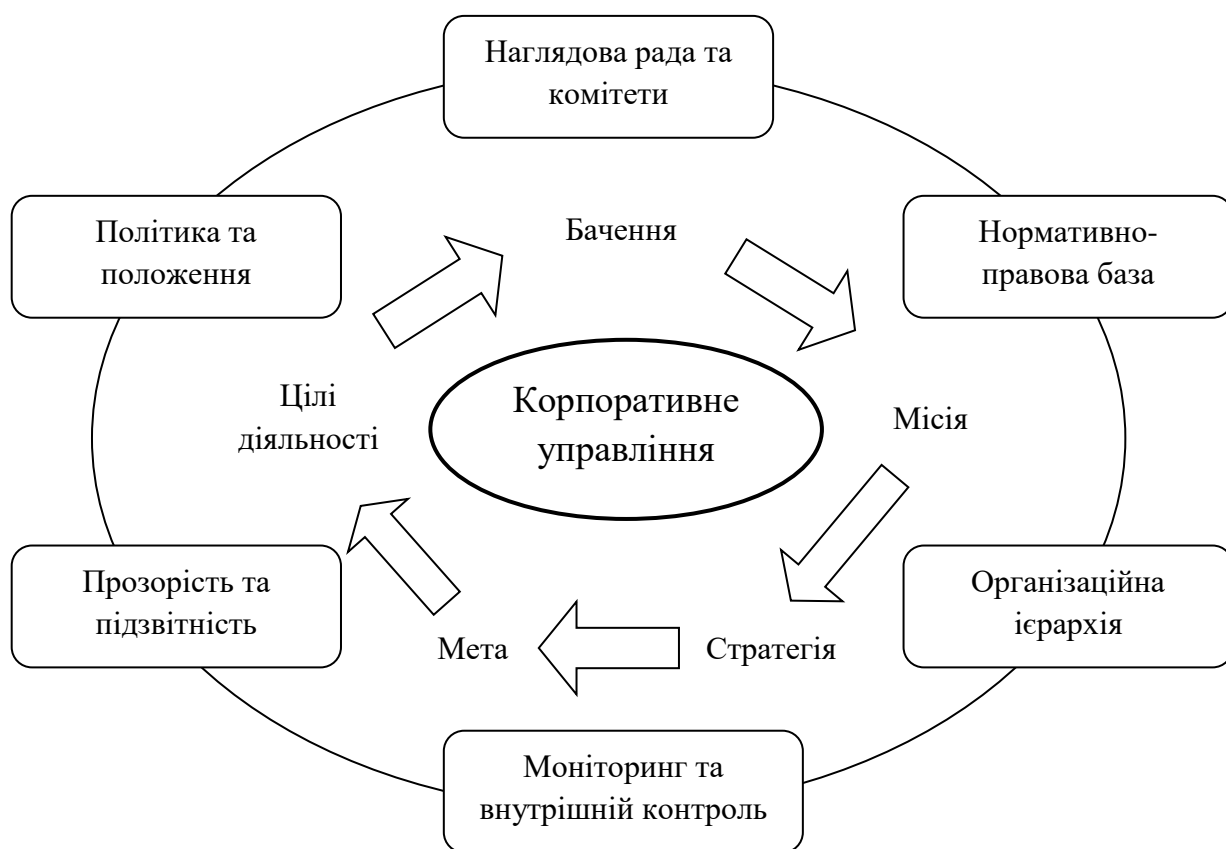 Наглядова рада та
комітети
Політика та
положення
Бачення
Нормативно-
правова база
Цілі
діяльності
Корпоративне
управління
Місія
Прозорість та
підзвітність
Мета
Стратегія
Організаційна
ієрархія
Моніторинг та
внутрішній контроль